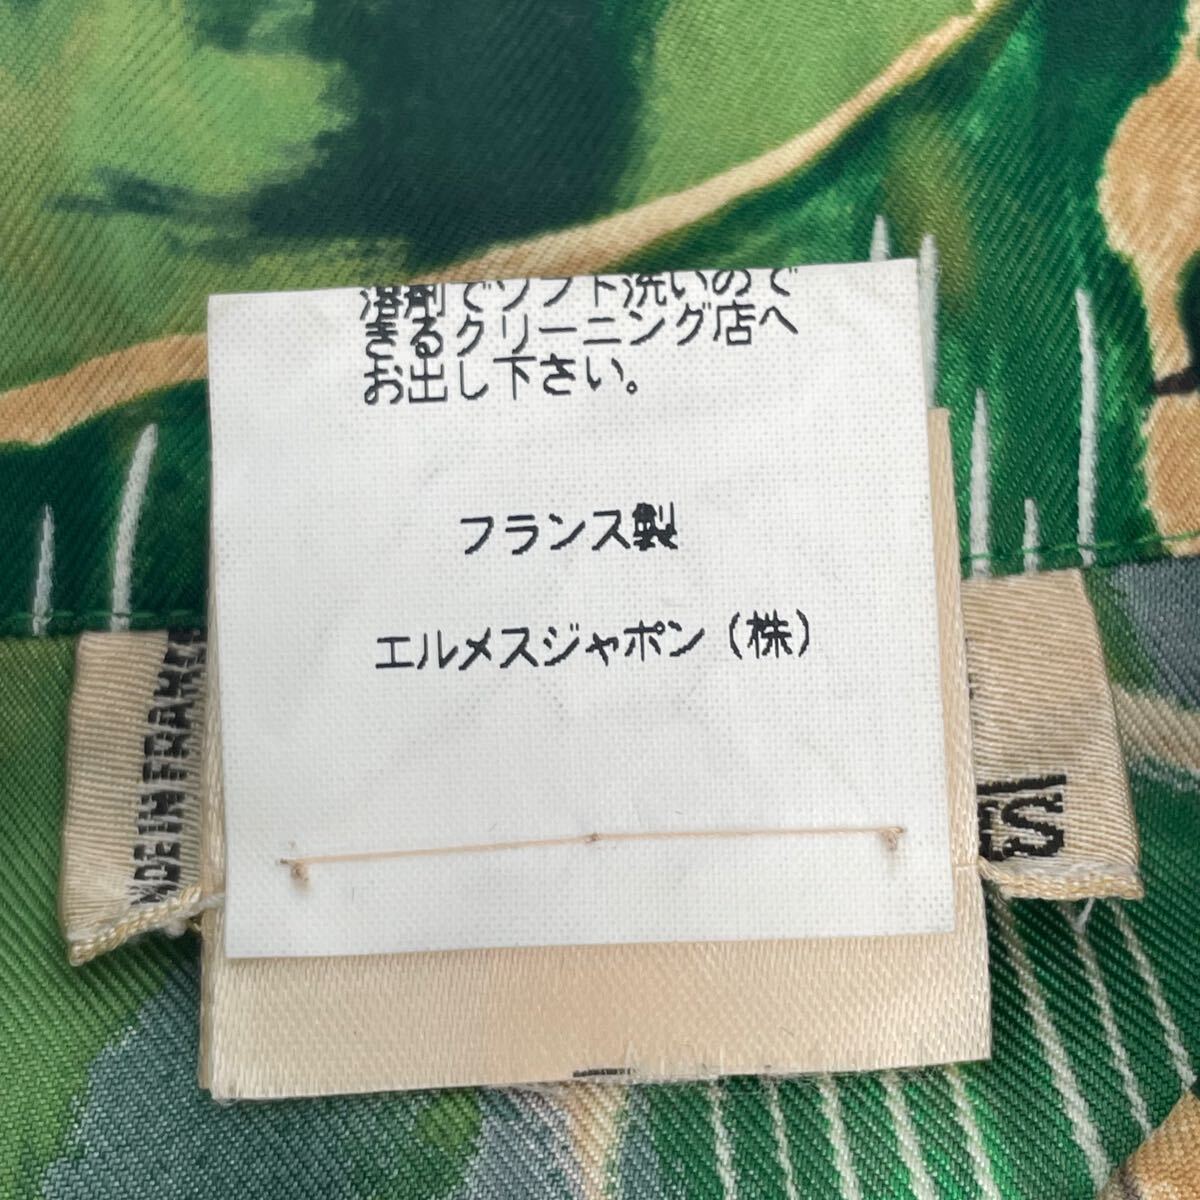 溶剤でソフト洗いので
きるクリーニング店へ
お出し下さい。
フランス製
エルメスジャポン(株)
DE IN FRANCE
ES